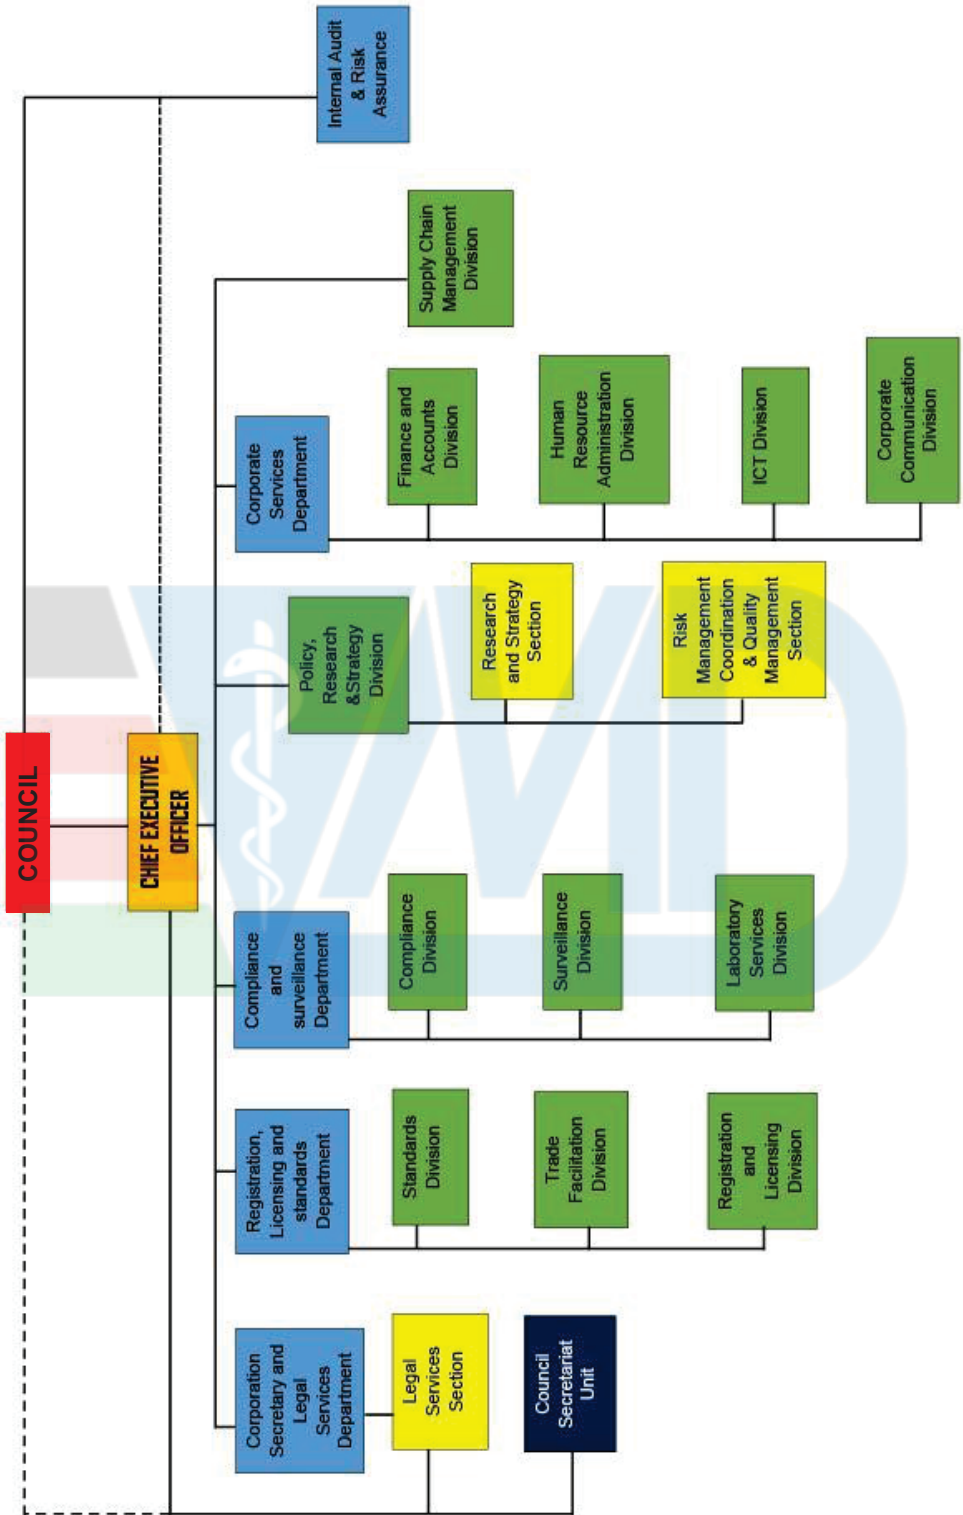 COUNCIL
CHIEF EXECUTIVE
OFFICER
Corporation
Secretary and
Legal
Services
Department
Legal
Services
Section
Council
Secretariat
Unit
Registration,
Licensing and
standards
Department
Standards
Division
Trade
Facilitation
Division
Registration
and
Licensing
Division
Compliance
and
surveillance
Department
Compliance
Division
Surveillance
Division
Laboratory
Services
Division
Policy,
Research
&Strategy
Division
Research
and Strategy
Section
Risk
Management
Coordination
& Quality
Management
Section
Corporate
Services
Department
Finance and
Accounts
Division
Human
Resource
Administration
Division
ICT Division
Corporate
Communication
Division
Supply Chain
Management
Division
Internal Audit
& Risk
Assurance
VMD